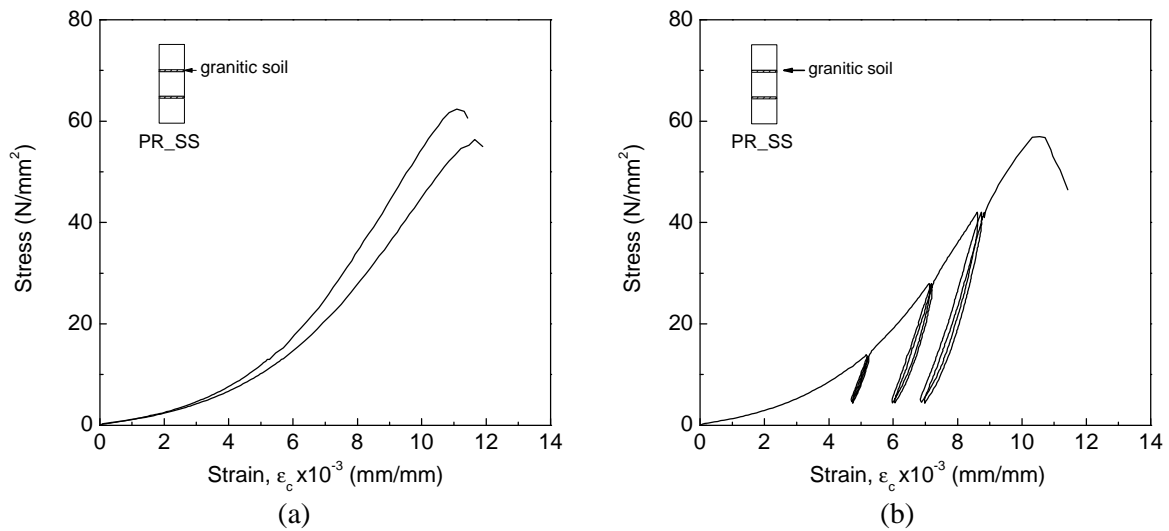 80
60
40
20
0
Stress (N/mm²)
granitic soil
PR_SS
0 2 4 6 8 10 12 14
Strain, εc x10⁻³ (mm/mm)
(a)
80
60
40
20
0
Stress (N/mm²)
granitic soil
PR_SS
0 2 4 6 8 10 12 14
Strain, εc x10⁻³ (mm/mm)
(b)